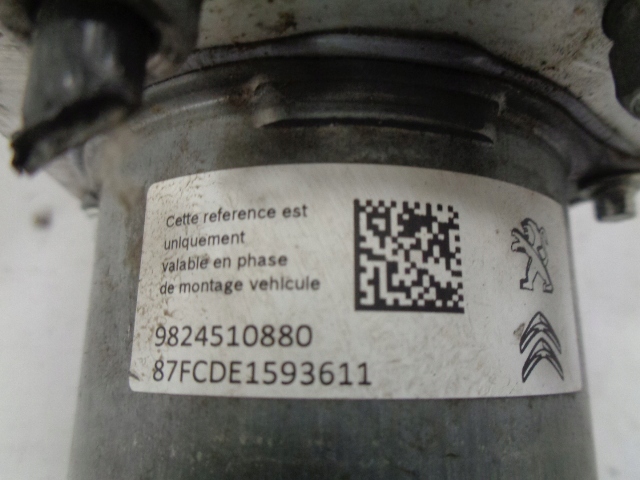 Cette reference est
uniquement
valable en phase
de montage vehicule
9824510880
87FCDE1593611